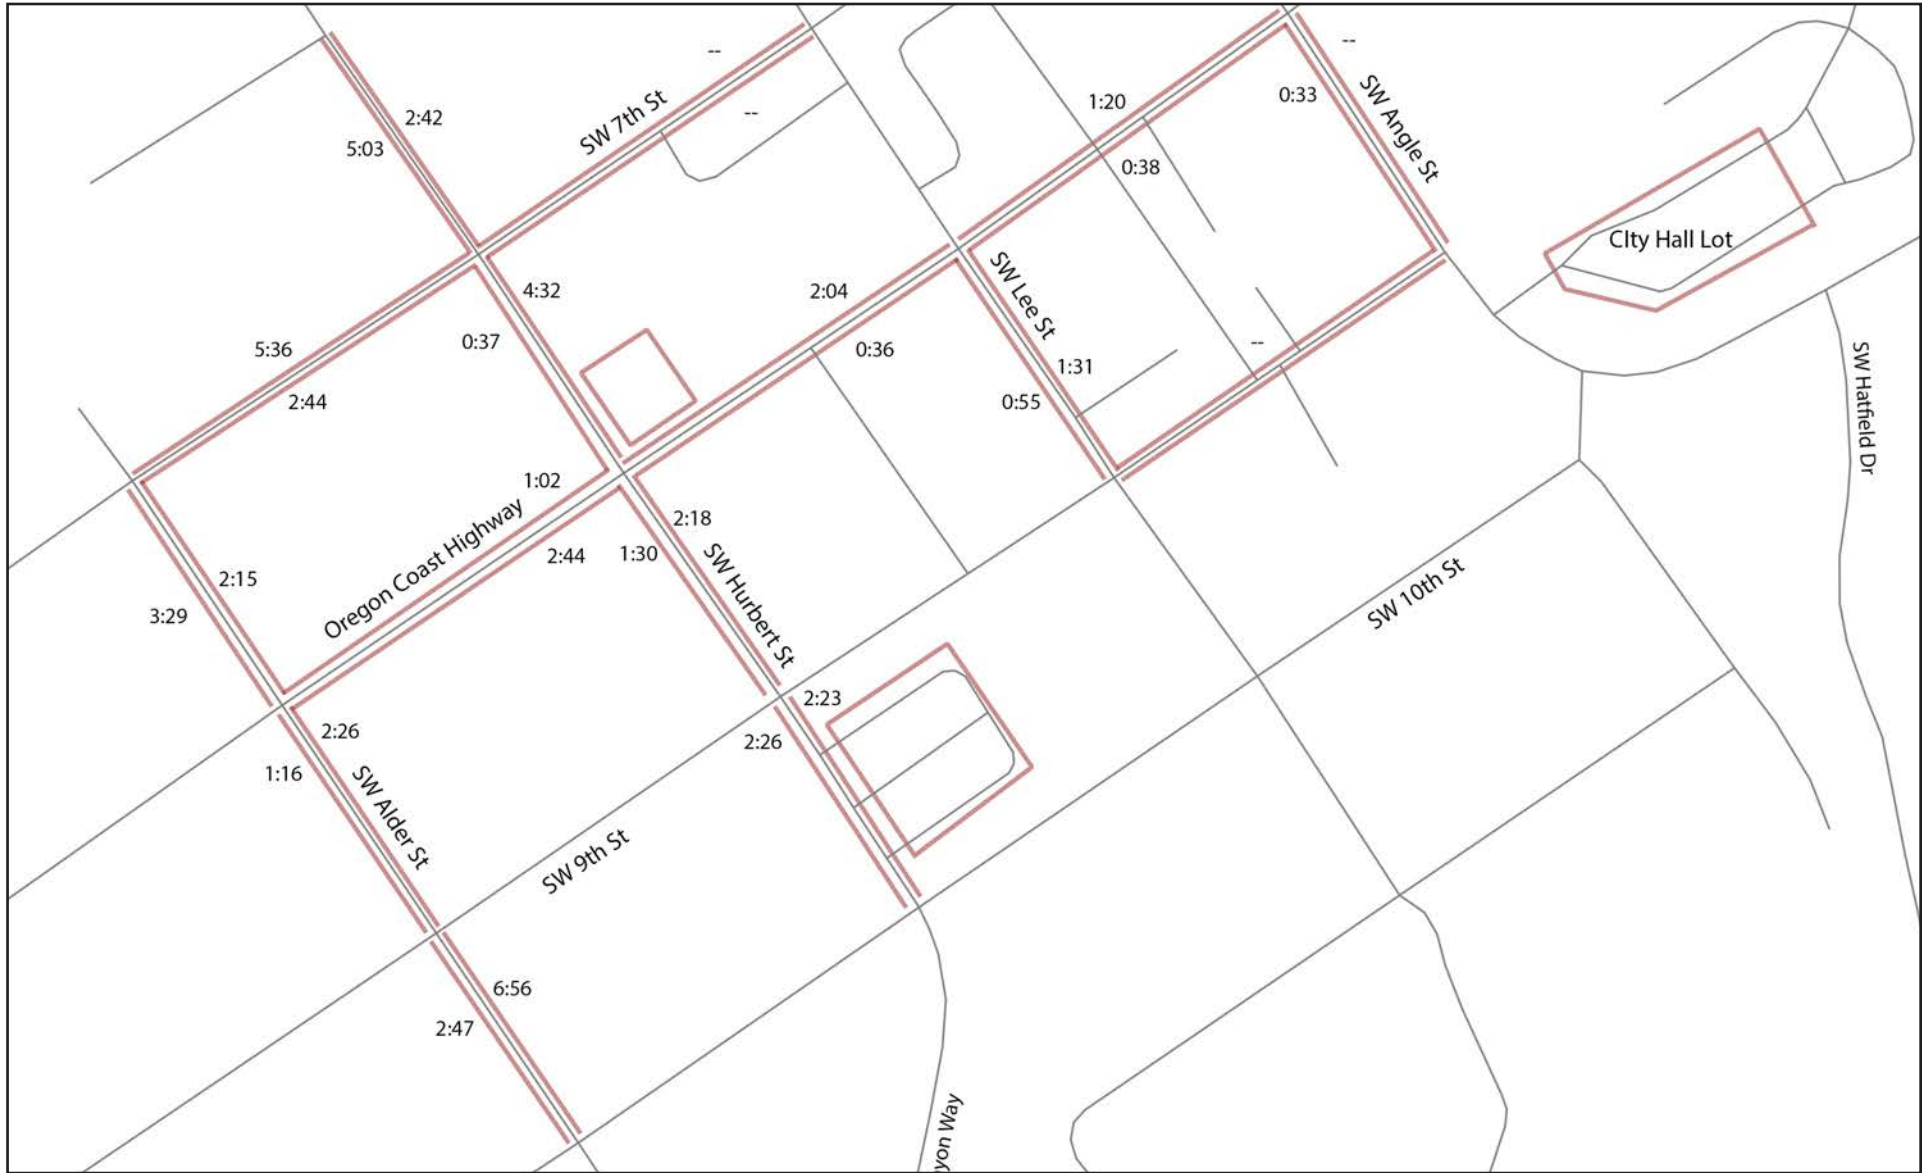 --
--
2:42
SW 7th St
1:20
0:33
SW Angle St
--
5:03
0:38
CIty Hall Lot
4:32
2:04
SW Lee St
5:36
0:37
0:36
--
1:31
2:44
0:55
SW Hatfield Dr
1:02
2:18
Oregon Coast Highway
2:44
1:30
SW 10th St
2:15
3:29
SW Hurbert St
2:23
2:26
2:26
1:16
SW Alder St
SW 9th St
6:56
2:47
yon Way